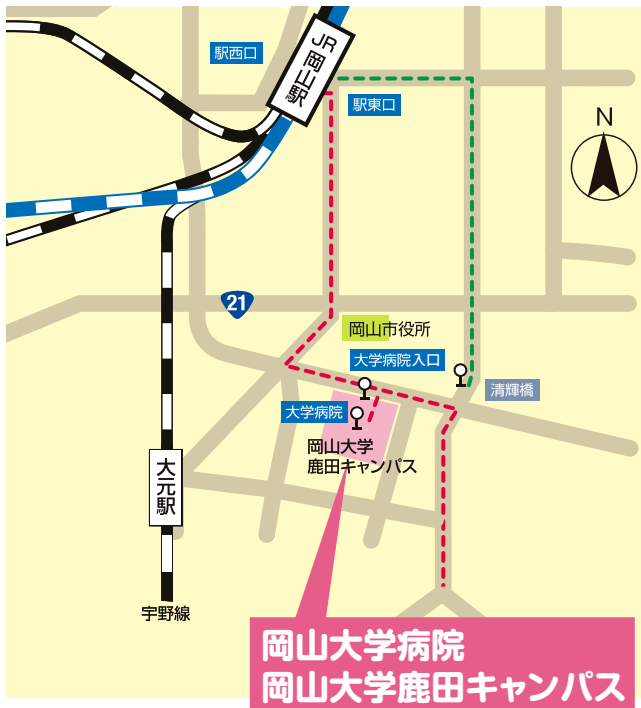 駅西口
JR岡山駅
駅東口
N
21
岡山市役所
大学病院入口
清輝橋
大学病院
岡山大学
鹿田キャンパス
大元駅
宇野線
岡山大学病院
岡山大学鹿田キャンパス